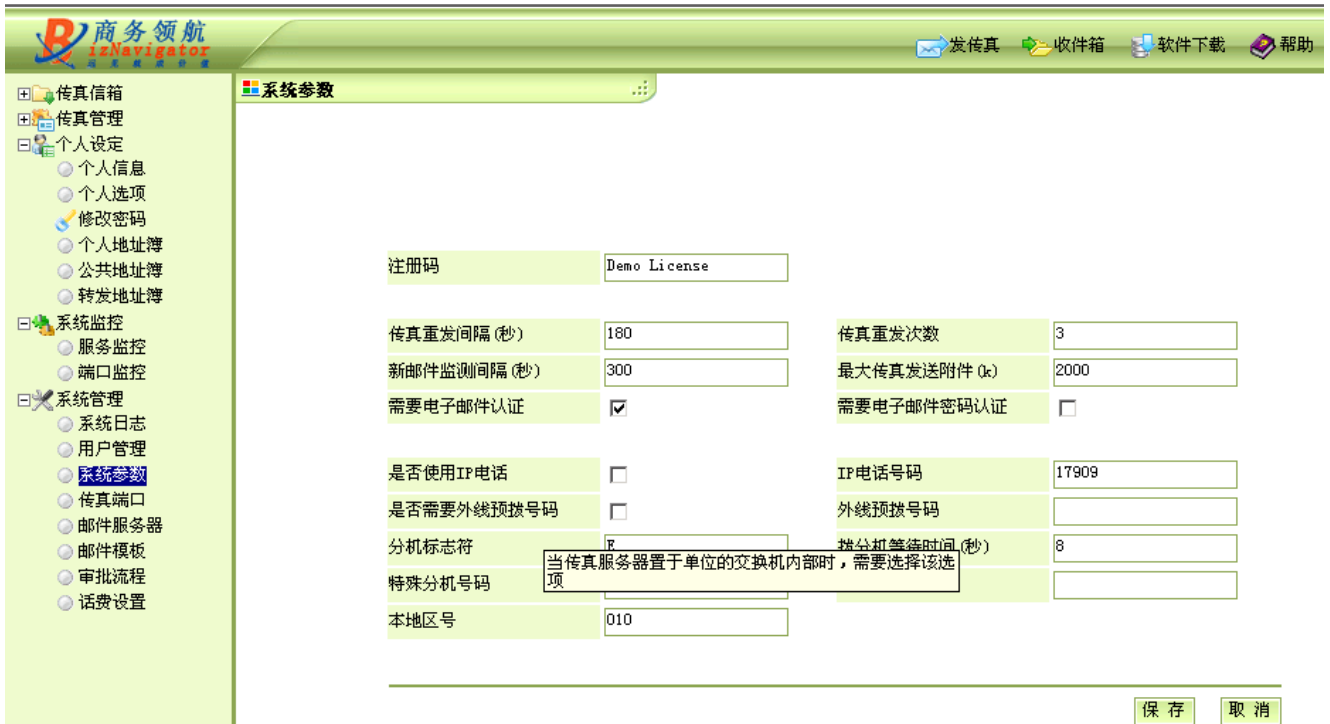 商务领航
izNavigator
发传真
收件箱
软件下载
帮助
传真信箱
传真管理
个人设定
个人信息
个人选项
修改密码
个人地址簿
公共地址簿
转发地址簿
系统监控
服务监控
端口监控
系统管理
系统日志
用户管理
系统参数
传真端口
邮件服务器
邮件模板
审批流程
话费设置
系统参数
注册码 Demo License
传真重发间隔(秒) 180 传真重发次数 3
新邮件监测间隔(秒) 300 最大传真发送附件(k) 2000
需要电子邮件认证 需要电子邮件密码认证
是否使用IP电话 IP电话号码 17909
是否需要外线预拨号码 外线预拨号码
分机标志符 拨分机等待时间(秒) 8
当传真服务器置于单位的交换机内部时，需要选择该选
项
特殊分机号码
本地区号 010
保 存 取 消